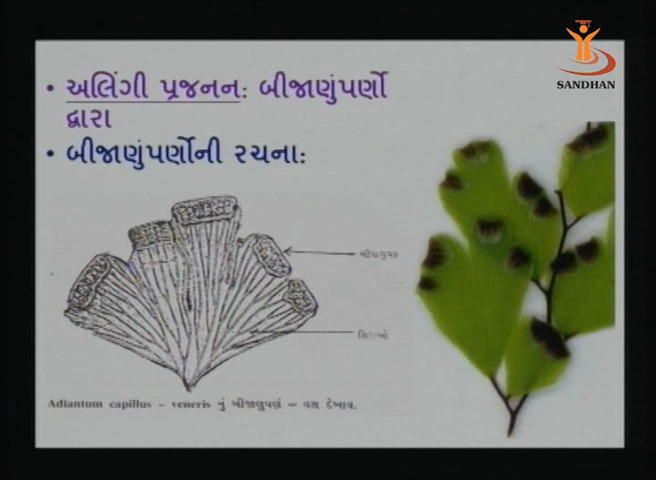 SANDHAN
• અલિંગી પ્રજનન: બીજાણુંપર્ણો
દ્વારા
• બીજાણુંપર્ણોની રચના:
બીજાણુપુંજ
શિરાઓ
Adiantum capillus - veneris નું બીજાણુપર્ણ – વક્ષ દેખાવ.